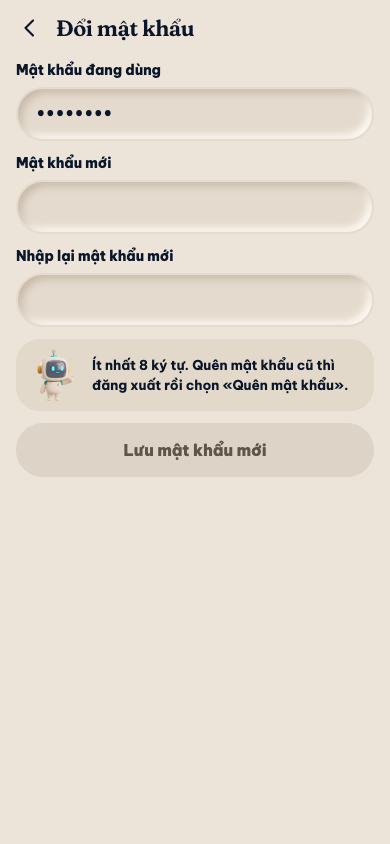 Đổi mật khẩu
Mật khẩu đang dùng
••••••••
Mật khẩu mới
Nhập lại mật khẩu mới
Ít nhất 8 ký tự. Quên mật khẩu cũ thì
đăng xuất rồi chọn «Quên mật khẩu».
Lưu mật khẩu mới